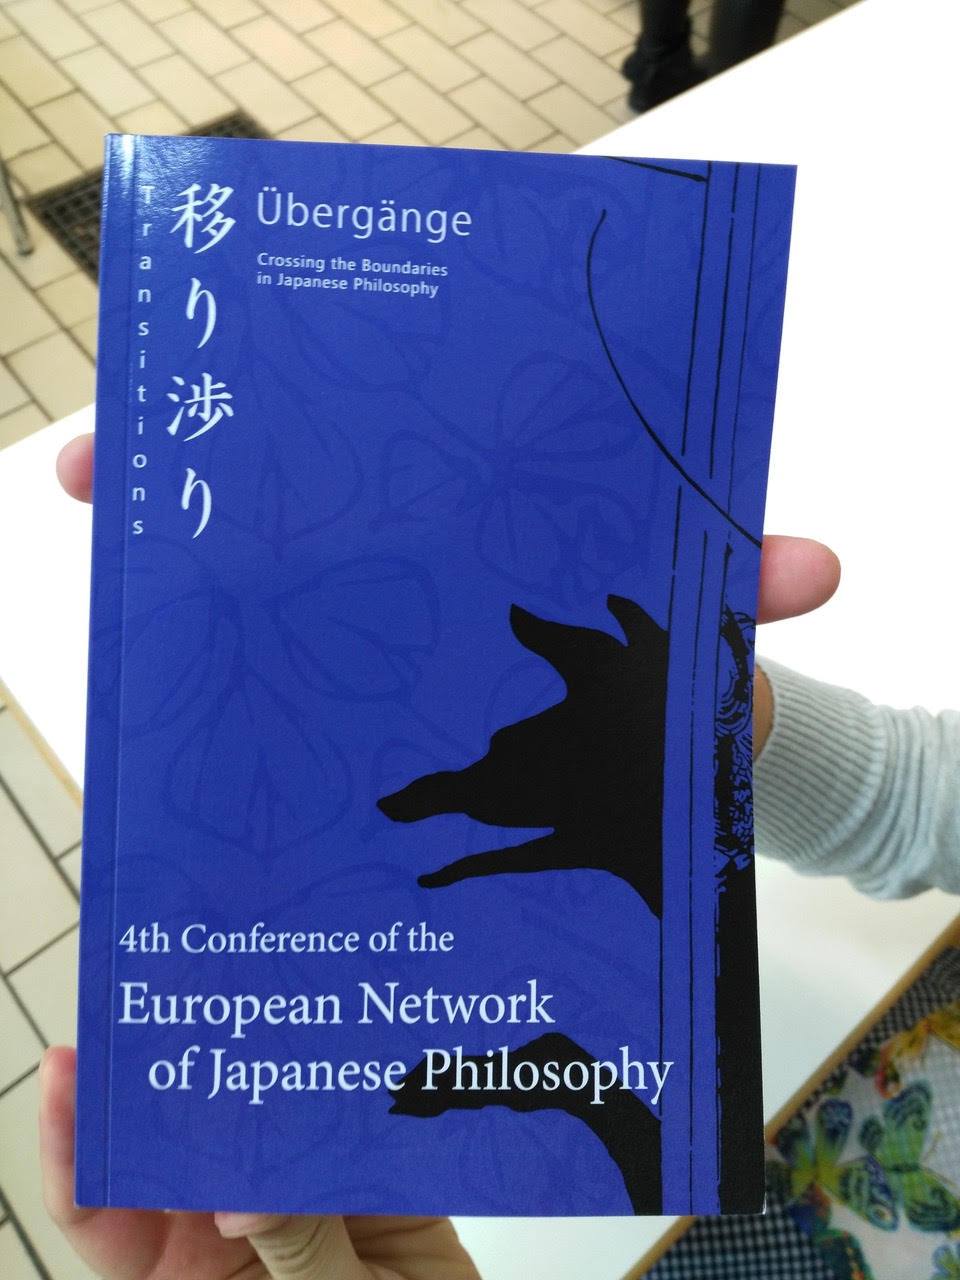 Transitions
移り渉り
Übergänge
Crossing the Boundaries
in Japanese Philosophy
4th Conference of the
European Network
of Japanese Philosophy